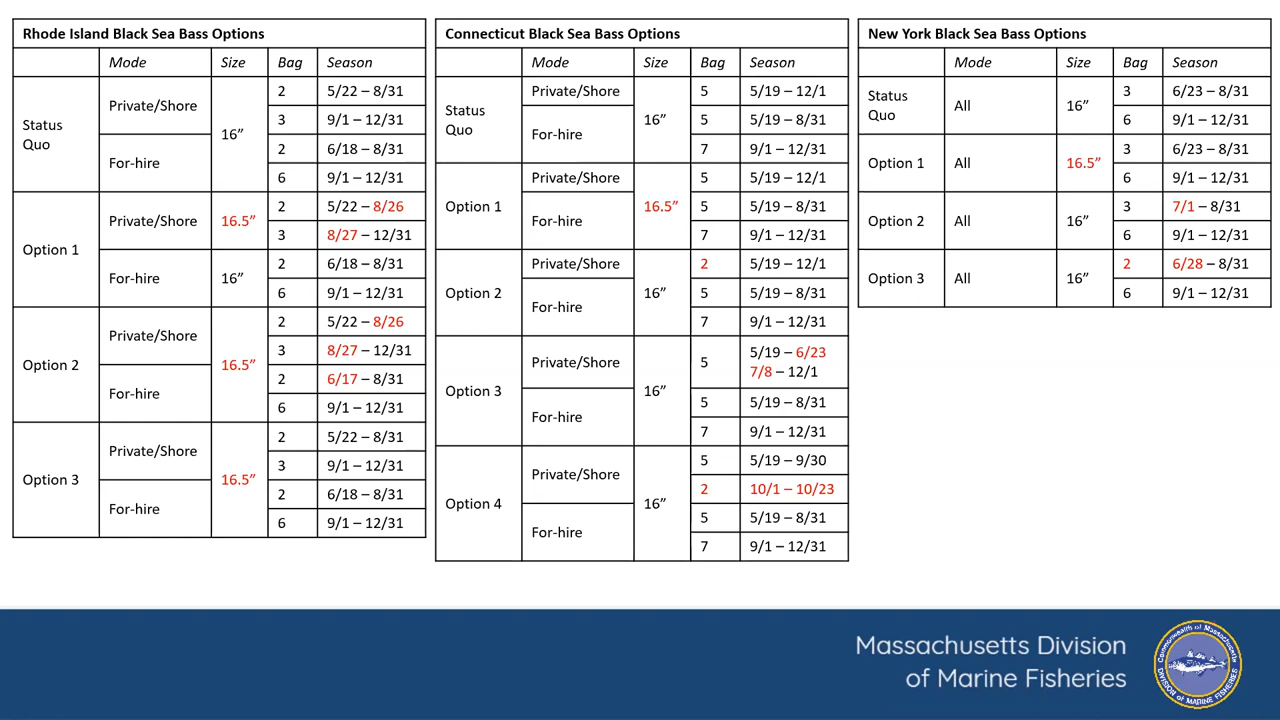 Rhode Island Black Sea Bass Options
Mode Size Bag Season
Status Quo Private/Shore 16” 2 5/22 – 8/31
3 9/1 – 12/31
For-hire 2 6/18 – 8/31
6 9/1 – 12/31
Option 1 Private/Shore 16.5” 2 5/22 – 8/26
3 8/27 – 12/31
For-hire 16” 2 6/18 – 8/31
6 9/1 – 12/31
Option 2 Private/Shore 16.5” 2 5/22 – 8/26
3 8/27 – 12/31
For-hire 2 6/17 – 8/31
6 9/1 – 12/31
Option 3 Private/Shore 16.5” 2 5/22 – 8/31
3 9/1 – 12/31
For-hire 2 6/18 – 8/31
6 9/1 – 12/31
Connecticut Black Sea Bass Options
Mode Size Bag Season
Status Quo Private/Shore 16” 5 5/19 – 12/1
For-hire 5 5/19 – 8/31
7 9/1 – 12/31
Option 1 Private/Shore 16.5” 5 5/19 – 12/1
For-hire 5 5/19 – 8/31
7 9/1 – 12/31
Option 2 Private/Shore 16” 2 5/19 – 12/1
For-hire 5 5/19 – 8/31
7 9/1 – 12/31
Option 3 Private/Shore 16” 5 5/19 – 6/23
7/8 – 12/1
For-hire 5 5/19 – 8/31
7 9/1 – 12/31
Option 4 Private/Shore 16” 5 5/19 – 9/30
2 10/1 – 10/23
For-hire 5 5/19 – 8/31
7 9/1 – 12/31
New York Black Sea Bass Options
Mode Size Bag Season
Status Quo All 16” 3 6/23 – 8/31
6 9/1 – 12/31
Option 1 All 16.5” 3 6/23 – 8/31
6 9/1 – 12/31
Option 2 All 16” 3 7/1 – 8/31
6 9/1 – 12/31
Option 3 All 16” 2 6/28 – 8/31
6 9/1 – 12/31
Massachusetts Division
of Marine Fisheries
Commonwealth of Massachusetts
DIVISION of MARINE FISHERIES